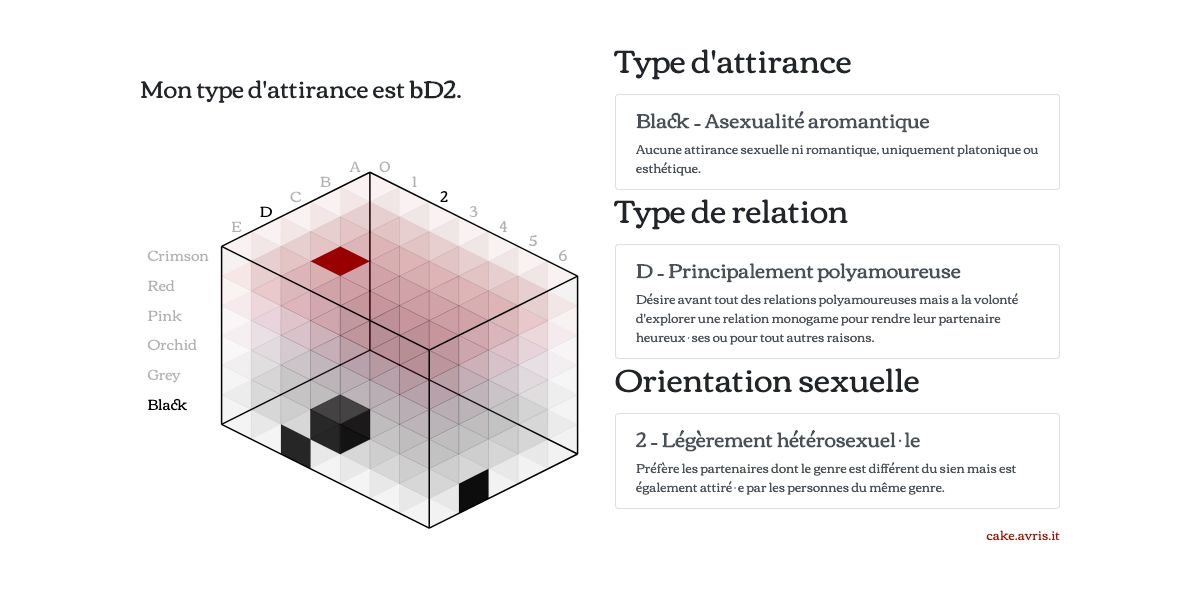 Mon type d'attirance est bD2.
A O
B 1
C 2
D 3
E 4
5
6
Crimson
Red
Pink
Orchid
Grey
Black
Type d'attirance
Black - Asexualité aromantique
Aucune attirance sexuelle ni romantique, uniquement platonique ou
esthétique.
Type de relation
D - Principalement polyamoureuse
Désire avant tout des relations polyamoureuses mais a la volonté
d'explorer une relation monogame pour rendre leur partenaire
heureux·ses ou pour tout autres raisons.
Orientation sexuelle
2 - Légèrement hétérosexuel·le
Préfère les partenaires dont le genre est différent du sien mais est
également attiré·e par les personnes du même genre.
cake.avris.it